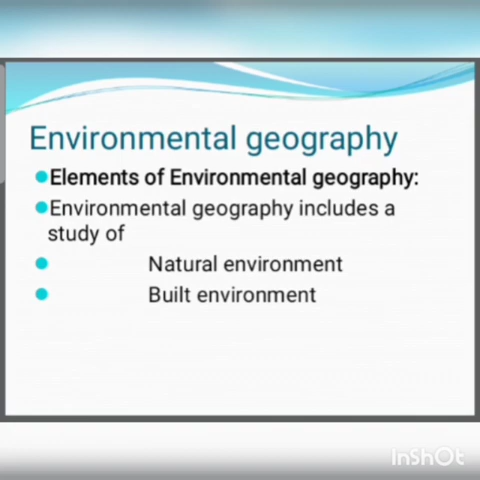 Environmental geography
Elements of Environmental geography:
Environmental geography includes a
study of
Natural environment
Built environment
InShOt